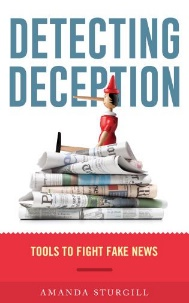 DETECTING
DECEPTION
TOOLS TO FIGHT FAKE NEWS
AMANDA STURGILL